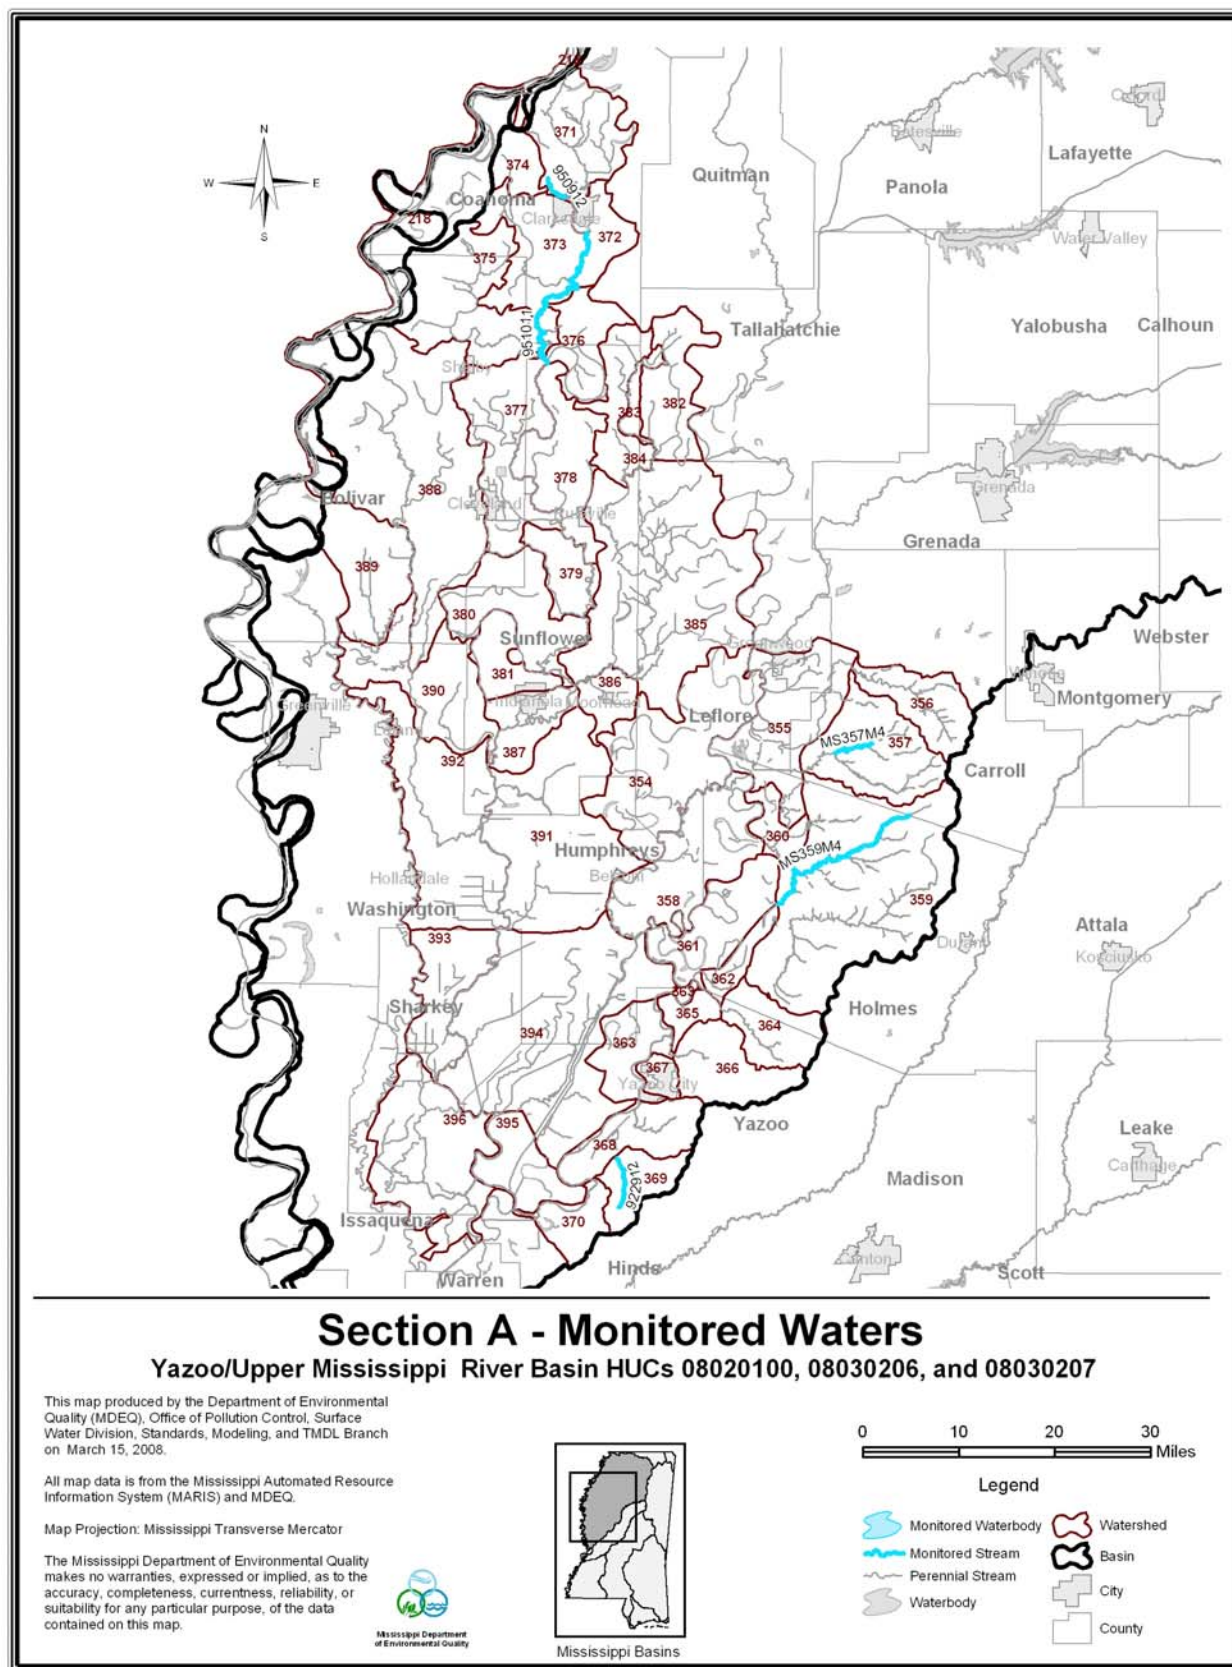 N
W E
S
218
371
374
950912
Coahoma
Clarksdale
373
372
218
375
Quitman
Batesville
Oxford
Lafayette
Panola
Water Valley
951011
376
Tallahatchie
Yalobusha
Calhoun
Shelby
377
383
382
384
378
388
Bolivar
Cleveland
Ruleville
Grenada
Grenada
389
379
380
385
Sunflower
Greenwood
Webster
381
386
390
Indianola
Moorhead
Greenville
Leland
Leflore
355
356
357
MS357M4
Winona
Montgomery
387
392
354
Carroll
391
360
Humphreys
MS359M4
Belzoni
Hollandale
358
359
Washington
393
361
Durant
Attala
Kosciusko
362
363
365
Sharkey
Holmes
394
363
364
367
366
Yazoo City
396
395
368
Yazoo
Leake
Carthage
369
922912
Madison
370
Issaquena
Hinds
Warren
Canton
Scott
Section A - Monitored Waters
Yazoo/Upper Mississippi River Basin HUCs 08020100, 08030206, and 08030207
This map produced by the Department of Environmental
Quality (MDEQ), Office of Pollution Control, Surface
Water Division, Standards, Modeling, and TMDL Branch
on March 15, 2008.
All map data is from the Mississippi Automated Resource
Information System (MARIS) and MDEQ.
Map Projection: Mississippi Transverse Mercator
The Mississippi Department of Environmental Quality
makes no warranties, expressed or implied, as to the
accuracy, completeness, currentness, reliability, or
suitability for any particular purpose, of the data
contained on this map.
Mississippi Department
of Environmental Quality
Mississippi Basins
0 10 20 30
Miles
Legend
Monitored Waterbody
Monitored Stream
Perennial Stream
Waterbody
Watershed
Basin
City
County